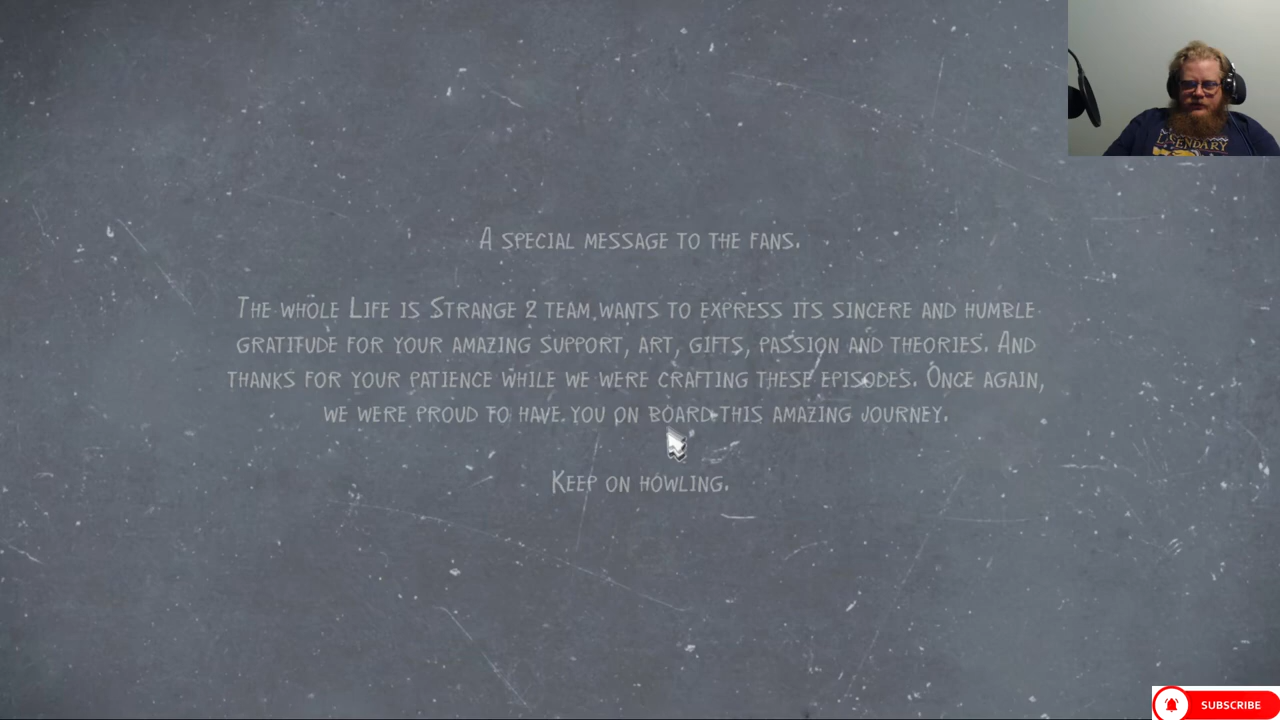 A SPECIAL MESSAGE TO THE FANS.
THE WHOLE LIFE IS STRANGE 2 TEAM WANTS TO EXPRESS ITS SINCERE AND HUMBLE
GRATITUDE FOR YOUR AMAZING SUPPORT, ART, GIFTS, PASSION AND THEORIES. AND
THANKS FOR YOUR PATIENCE WHILE WE WERE CRAFTING THESE EPISODES. ONCE AGAIN,
WE WERE PROUD TO HAVE YOU ON BOARD THIS AMAZING JOURNEY.
KEEP ON HOWLING.
LEGENDARY
SUBSCRIBE